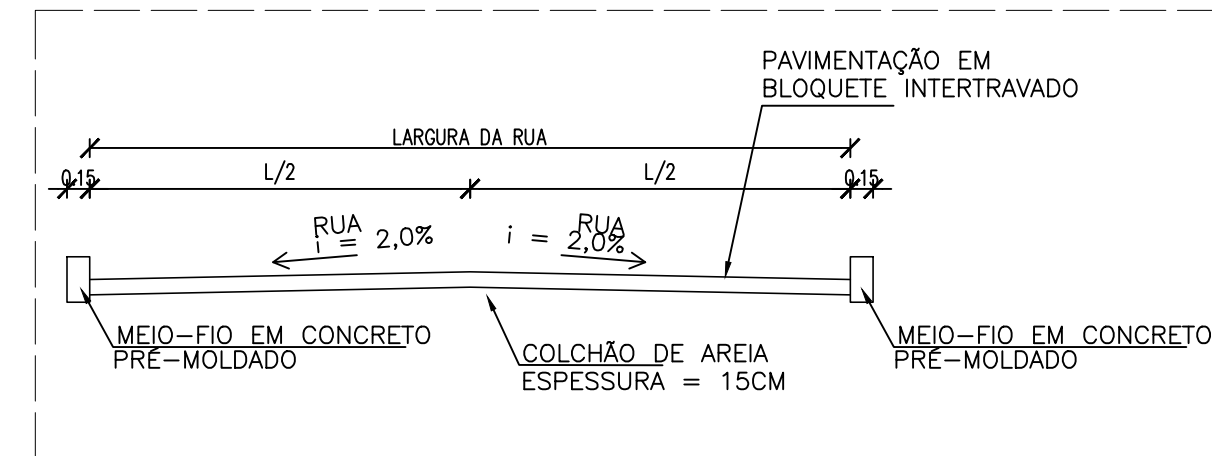 PAVIMENTAÇÃO EM
BLOQUETE INTERTRAVADO
LARGURA DA RUA
0.15
L/2
L/2
0.15
RUA
i = 2,0%
RUA
i = 2,0%
MEIO-FIO EM CONCRETO
PRÉ-MOLDADO
COLCHÃO DE AREIA
ESPESSURA = 15CM
MEIO-FIO EM CONCRETO
PRÉ-MOLDADO